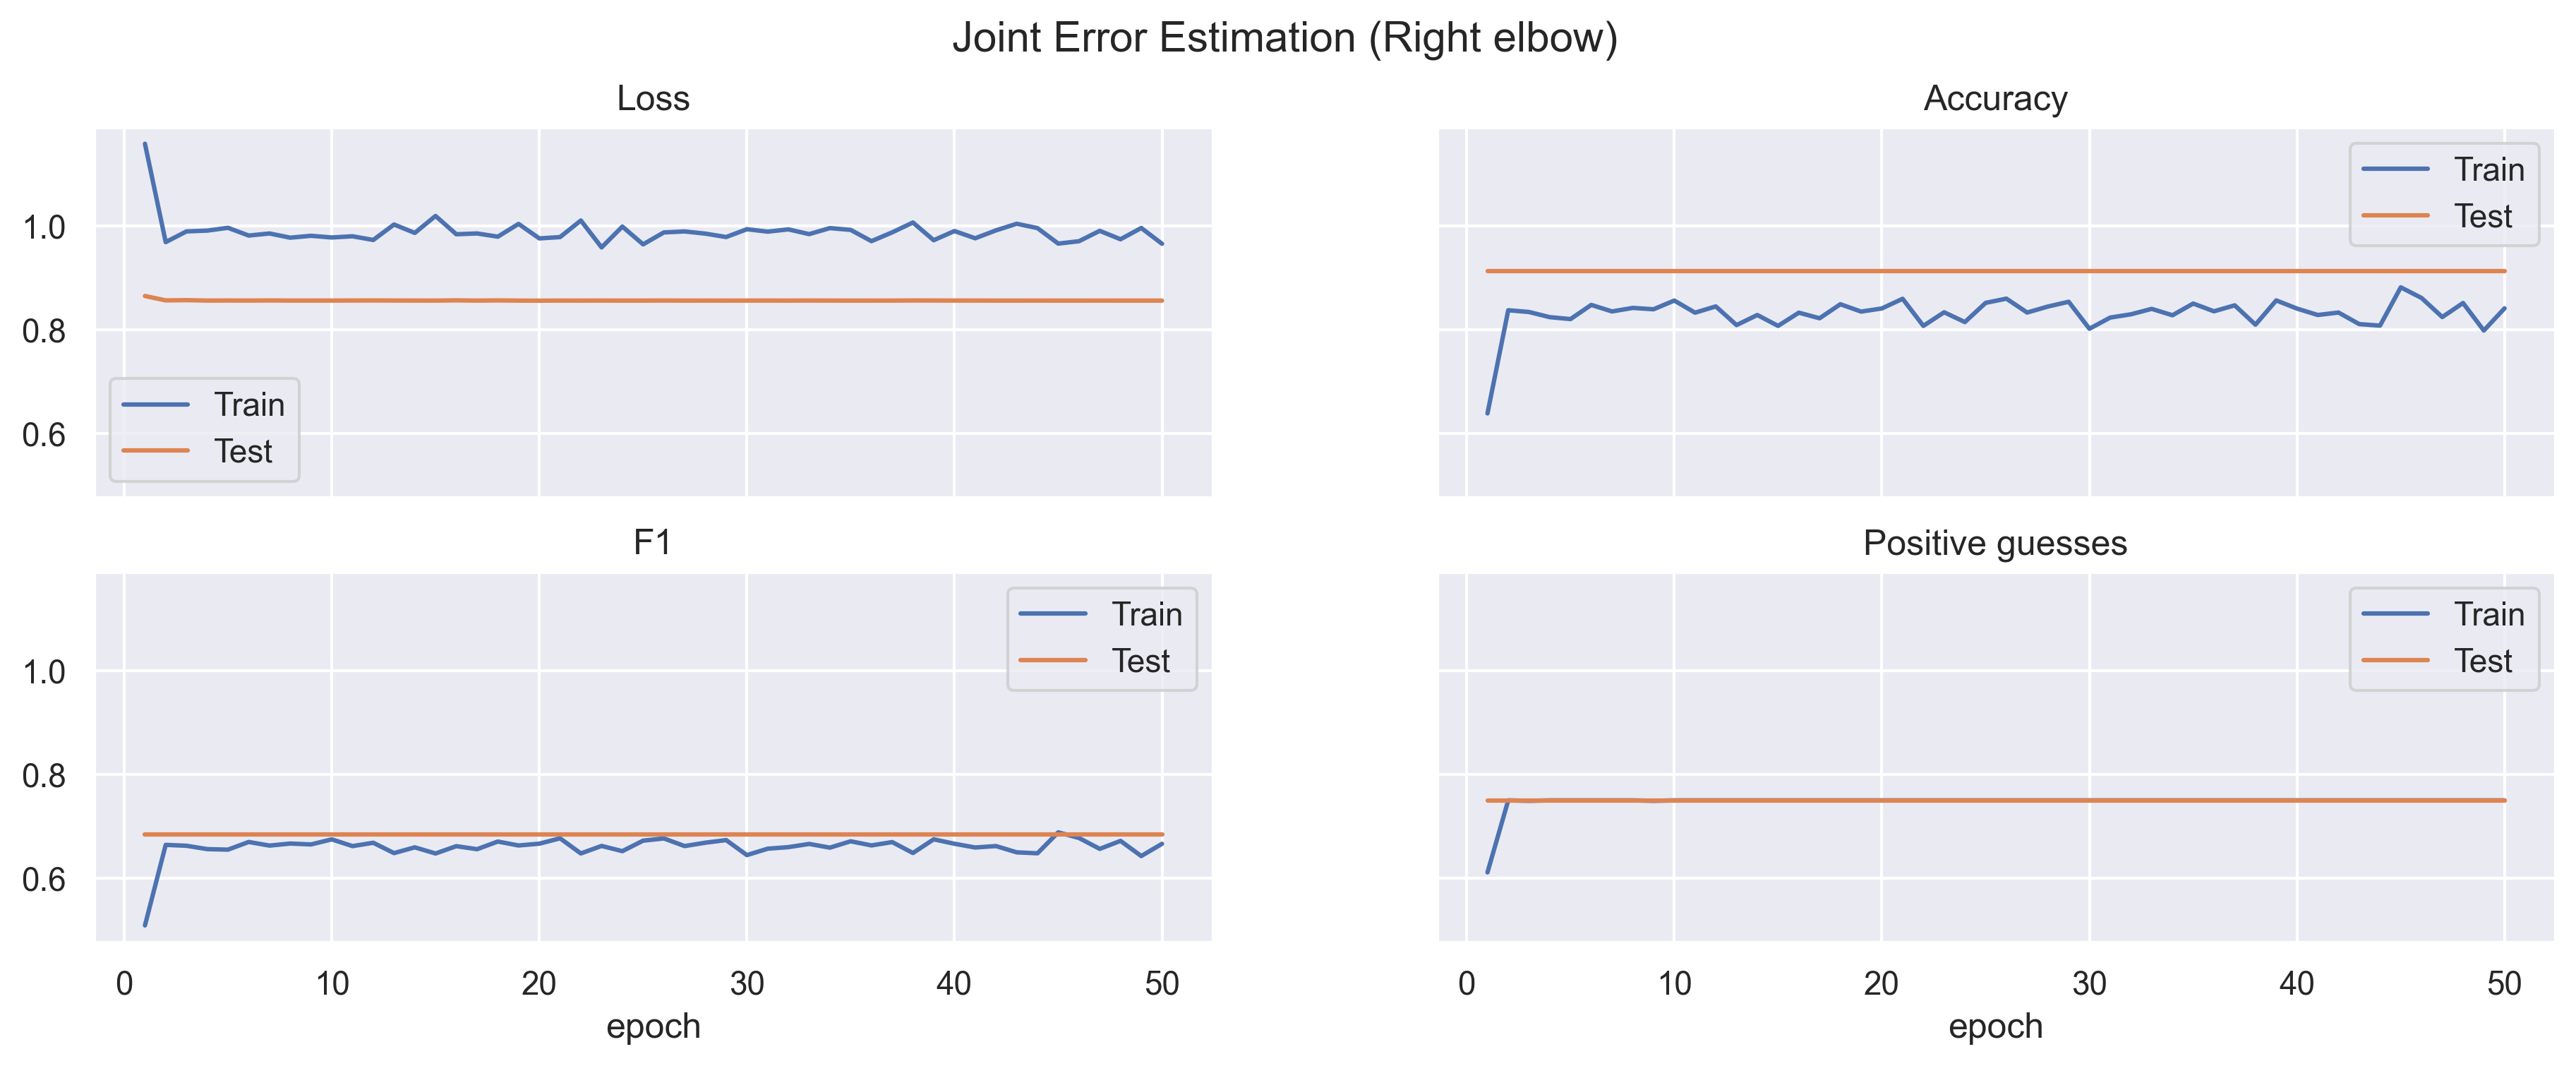 Joint Error Estimation (Right elbow)
Loss
1.0
0.8
0.6
Train
Test
Accuracy
Train
Test
F1
1.0
0.8
0.6
Train
Test
0 10 20 30 40 50
epoch
Positive guesses
Train
Test
0 10 20 30 40 50
epoch